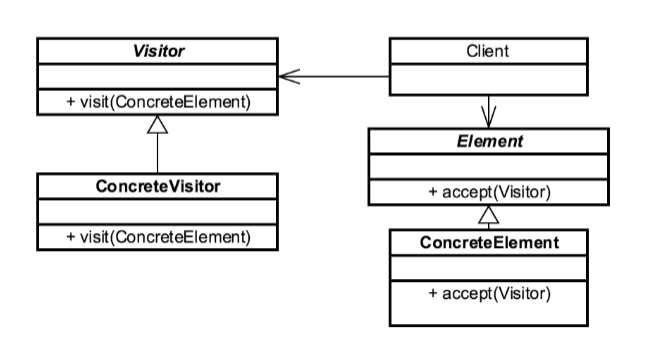 Visitor
+ visit(ConcreteElement)
Client
Element
+ accept(Visitor)
ConcreteVisitor
+ visit(ConcreteElement)
ConcreteElement
+ accept(Visitor)